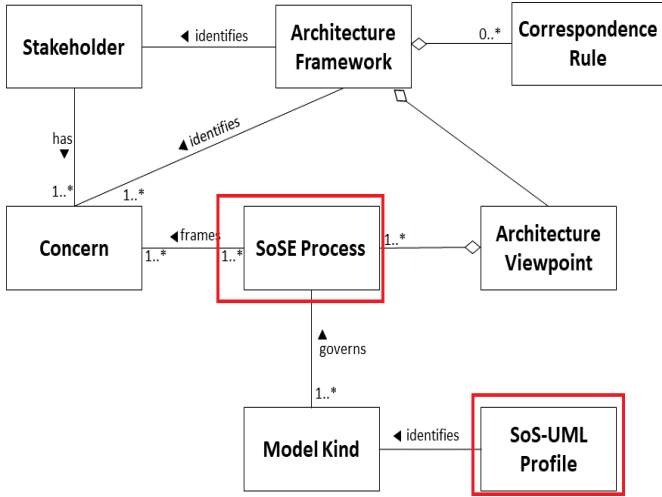 Stakeholder
◄ identifies
Architecture
Framework
0..*
Correspondence
Rule
has
▼
◄ identifies
1..*
1..*
Concern
◄frames
1..*
1..*
SoSE Process
1..*
Architecture
Viewpoint
▲
governs
1..*
Model Kind
◄ identifies
SoS-UML
Profile